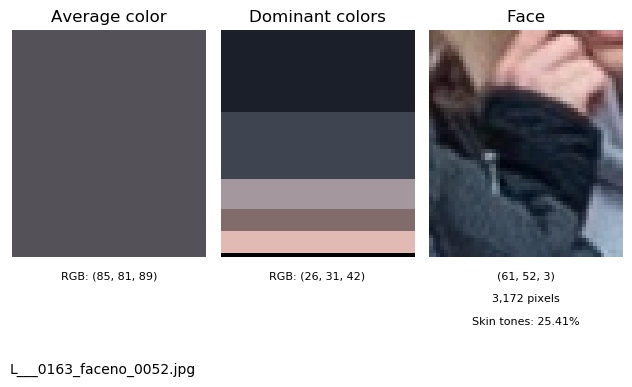 Average color
Dominant colors
Face
RGB: (85, 81, 89)
RGB: (26, 31, 42)
(61, 52, 3)
3,172 pixels
Skin tones: 25.41%
L___0163_faceno_0052.jpg